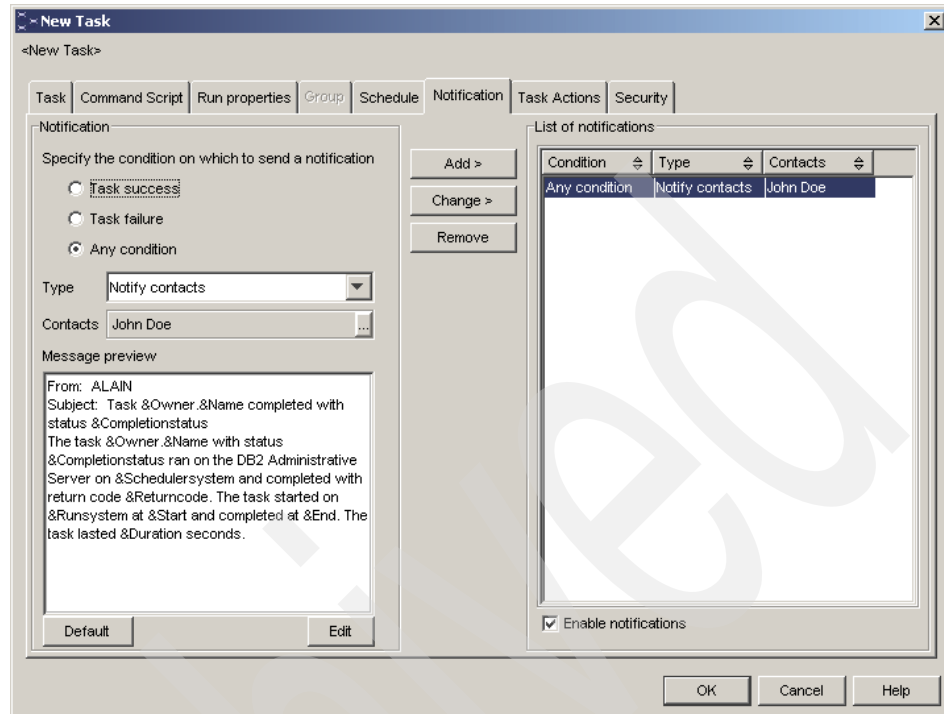 New Task
<New Task>
Task Command Script Run properties Group Schedule Notification Task Actions Security
Notification
Specify the condition on which to send a notification
Task success
Task failure
Any condition
Type Notify contacts
Contacts John Doe ...
Message preview
From: ALAIN
Subject: Task &Owner.&Name completed with
status &Completionstatus
The task &Owner.&Name with status
&Completionstatus ran on the DB2 Administrative
Server on &Schedulersystem and completed with
return code &Returncode. The task started on
&Runsystem at &Start and completed at &End. The
task lasted &Duration seconds.
Default Edit
Add >
Change >
Remove
List of notifications
Condition Type Contacts
Any condition Notify contacts John Doe
Enable notifications
OK Cancel Help